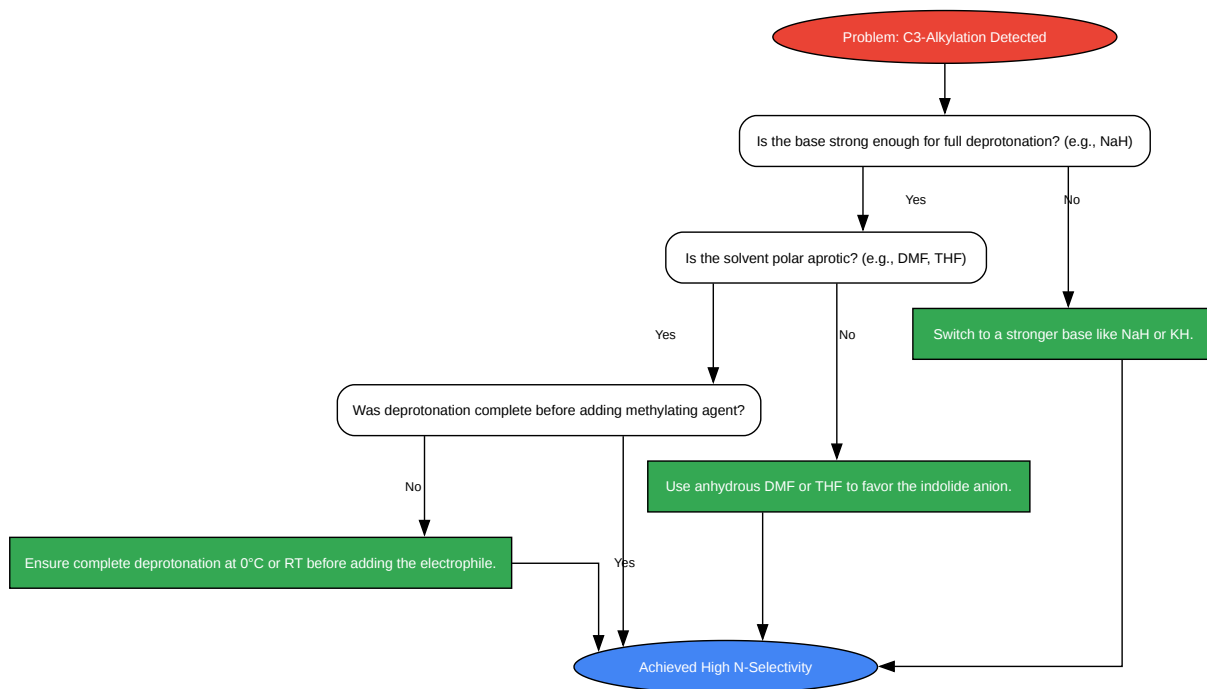 Problem: C3-Alkylation Detected
Is the base strong enough for full deprotonation? (e.g., NaH)
Yes
No
Is the solvent polar aprotic? (e.g., DMF, THF)
Yes
No
Switch to a stronger base like NaH or KH.
Was deprotonation complete before adding methylating agent?
No
Use anhydrous DMF or THF to favor the indolide anion.
Ensure complete deprotonation at 0°C or RT before adding the electrophile.
Yes
Achieved High N-Selectivity